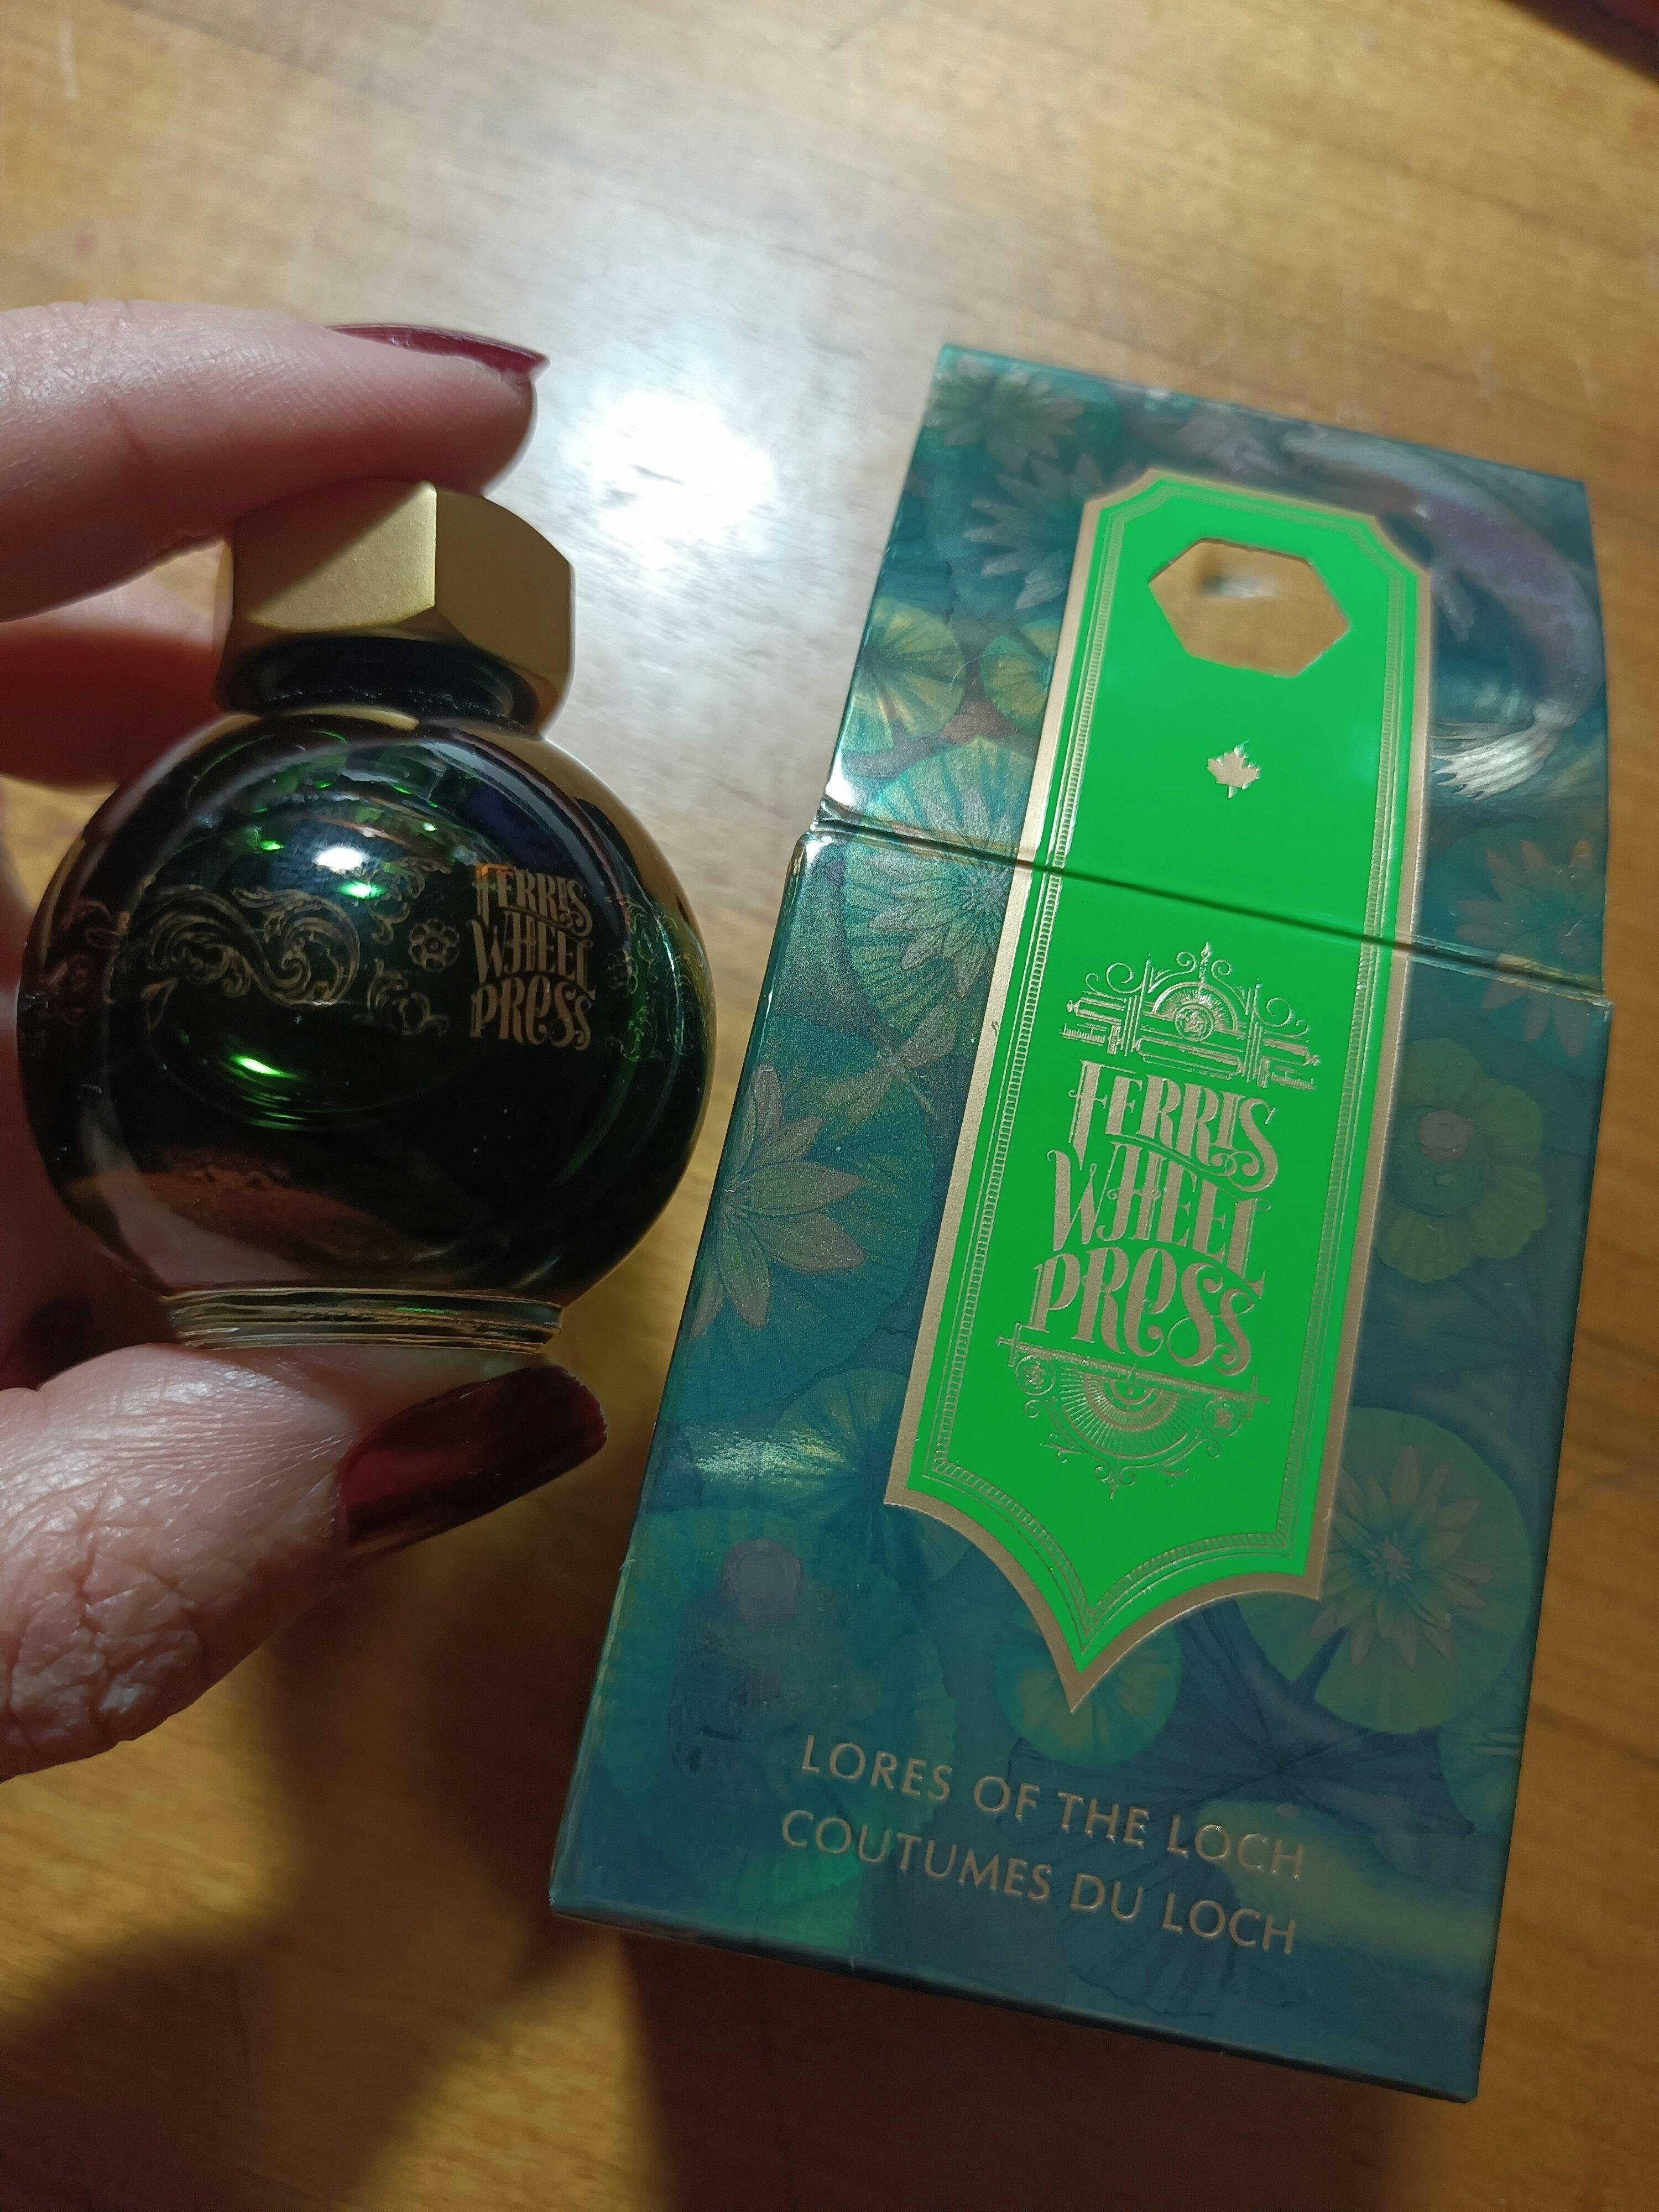 FERRIS
WHEEL
PRESS
FERRIS
WHEEL
PRESS
LORES OF THE LOCH
COUTUMES DU LOCH